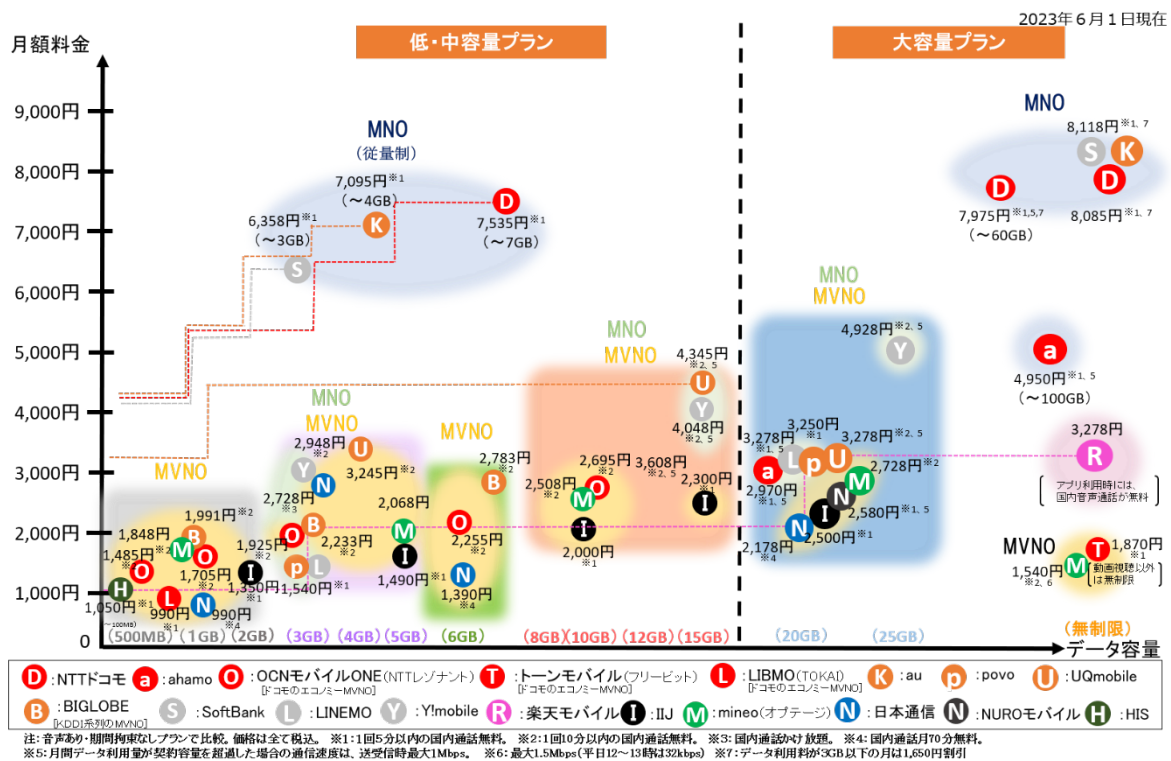 2023年6月1日現在
月額料金
低・中容量プラン
大容量プラン
9,000円
8,000円
7,000円
6,000円
5,000円
4,000円
3,000円
2,000円
1,000円
0
MNO
(従量制)
7,095円※1
(～4GB)
6,358円※1
(～3GB)
K
S
D
7,535円※1
(～7GB)
MNO
8,118円※1, 7
S K
D D
7,975円※1,5,7
(～60GB)
8,085円※1, 7
MNO
MVNO
4,928円※2, 5
Y
a
4,950円※1, 5
(～100GB)
MNO
MVNO
4,345円
※2, 5
U
Y
4,048円
※2, 5
MNO
MVNO
2,948円
※2
U
Y
3,245円※2
N
2,728円
※3
2,068円
O B M
2,233円
※2
I
p L
1,490円※1
1,540円※1
MVNO
2,783円
※2
B
O
2,255円
※2
N
1,390円
※4
2,695円
※2
2,508円
※2
O
M
I
2,000円
※1
3,608円
※2, 5
2,300円
※1
I
MVNO
1,991円※2
1,848円
※2
B
M
1,485円
※2
O O
1,925円
※2
1,705円
※2
I
1,350円
※1
H
1,050円※1
(～100MB)
L N
990円
※1
990円
※4
3,250円
※1
3,278円
※1, 5
3,278円※2, 5
a L p U
2,970円
※1, 5
2,728円※2
M
N
I
2,580円※1, 5
N
2,500円※1
2,178円
※4
3,278円
R
アプリ利用時には、
国内音声通話が無料
MVNO
1,540円
※2, 6
M T
1,870円
※1
動画視聴以外
は無制限
(500MB) (1GB) (2GB) (3GB) (4GB) (5GB) (6GB) (8GB)(10GB) (12GB) (15GB) (20GB) (25GB) (無制限)
データ容量
D :NTTドコモ a :ahamo O :OCNモバイルONE(NTTレゾナント) T :トーンモバイル(フリービット) L :LIBMO(TOKAI) K :au p :povo U :UQmobile
[ドコモのエコノミーMVNO] [ドコモのエコノミーMVNO] [ドコモのエコノミーMVNO]
B :BIGLOBE S :SoftBank L :LINEMO Y :Y!mobile R :楽天モバイル I :IIJ M :mineo(オプテージ) N :日本通信 N :NUROモバイル H :HIS
[KDDI系列のMVNO]
注:音声あり・期間拘束なしプランで比較。価格は全て税込。 ※1:1回5分以内の国内通話無料。 ※2:1回10分以内の国内通話無料。 ※3:国内通話かけ放題。 ※4:国内通話月70分無料。
※5:月間データ利用量が契約容量を超過した場合の通信速度は、送受信時最大1Mbps。 ※6:最大1.5Mbps(平日12～13時は32kbps) ※7:データ利用料が3GB以下の月は1,650円割引